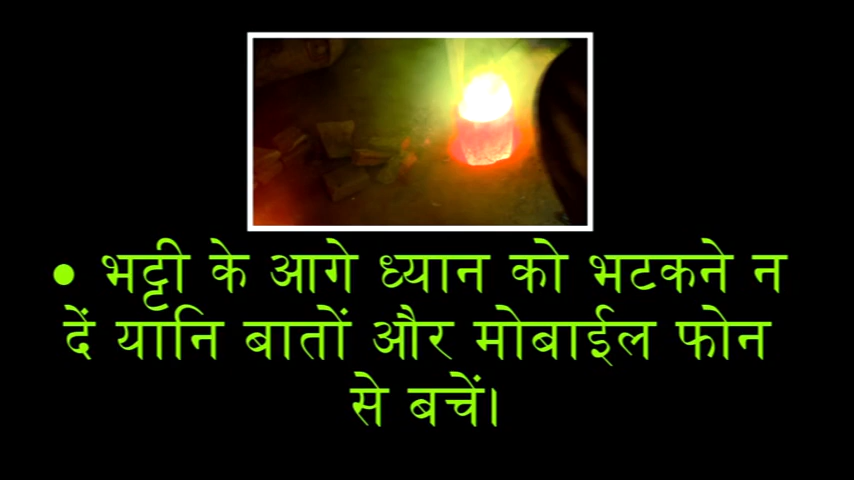 • भट्टी के आगे ध्यान को भटकने न
दें यानि बातों और मोबाईल फोन
से बचें।